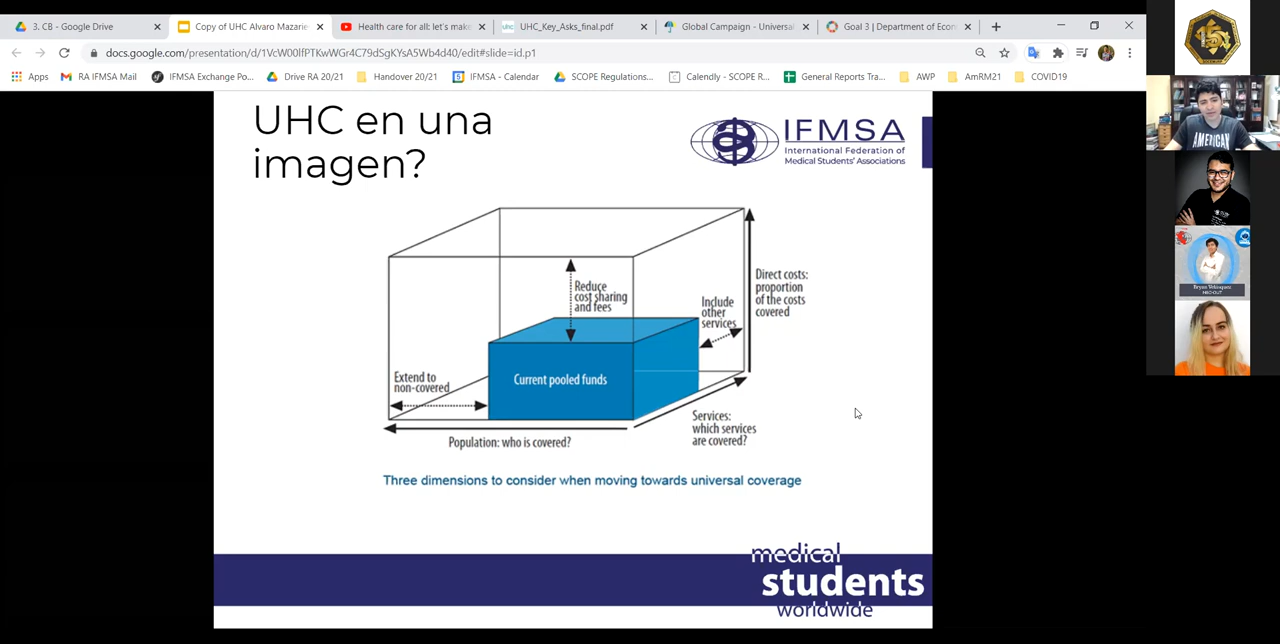 3. CB - Google Drive
Copy of UHC Alvaro Mazarie
Health care for all: let's make
UHC_Key_Asks_final.pdf
Global Campaign - Universal
Goal 3 | Department of Econ
docs.google.com/presentation/d/1VcW00lfPTKwWGr4C79dSgKYsA5Wb4d40/edit#slide=id.p1
Apps
RA IFMSA Mail
IFMSA Exchange Po...
Drive RA 20/21
Handover 20/21
IFMSA - Calendar
SCOPE Regulations...
Calendly - SCOPE R...
General Reports Tra...
AWP
AmRM21
COVID19
UHC en una
imagen?
IFMSA
International Federation of
Medical Students' Associations
Reduce
cost sharing
and fees
Include
other
services
Direct costs:
proportion
of the costs
covered
Extend to
non-covered
Current pooled funds
Services:
which services
are covered?
Population: who is covered?
Three dimensions to consider when moving towards universal coverage
medical
students
worldwide
AMERICAN